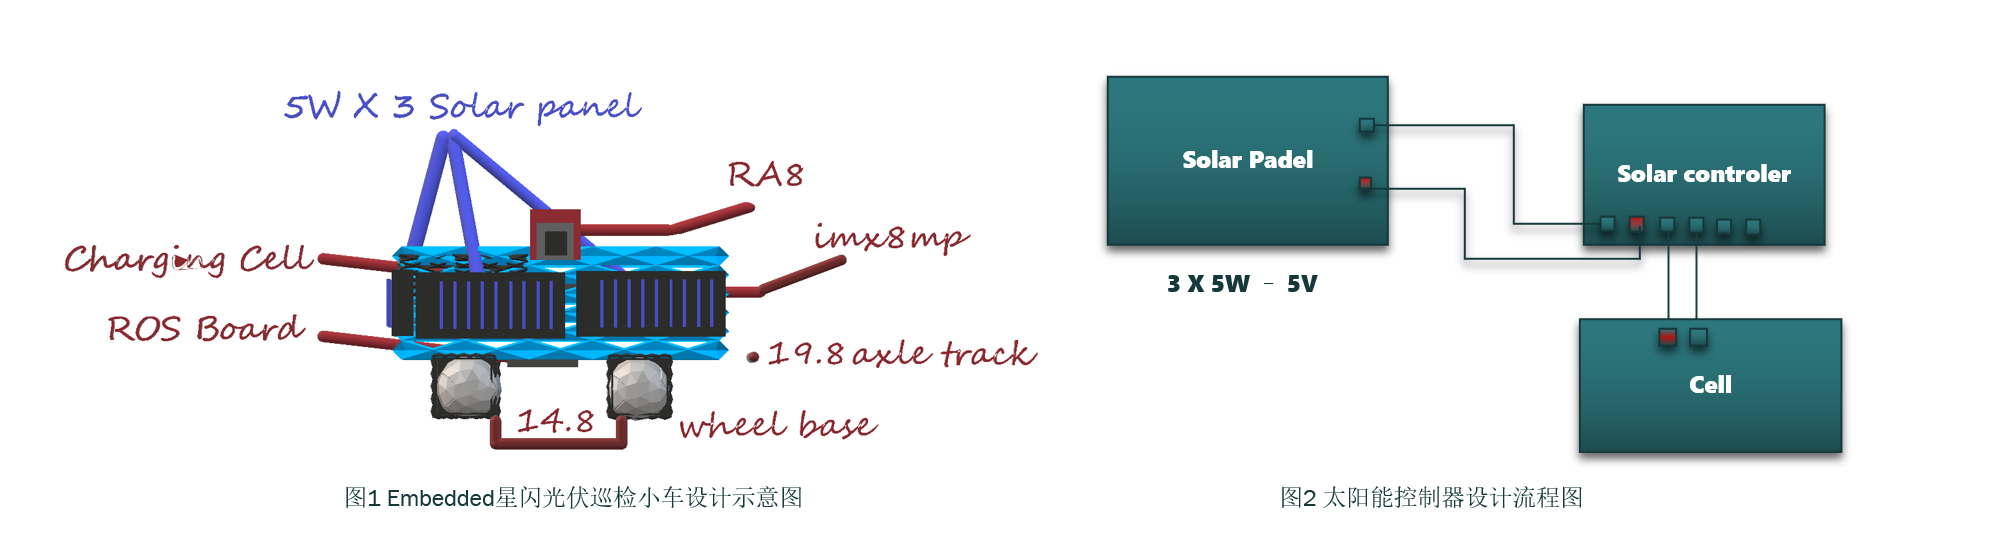 5W X 3 Solar panel
RA8
imx8mp
Charging Cell
ROS Board
19.8 axle track
14.8
wheel base
图1 Embedded星闪光伏巡检小车设计示意图
Solar Padel
Solar controler
3 X 5W - 5V
Cell
图2 太阳能控制器设计流程图